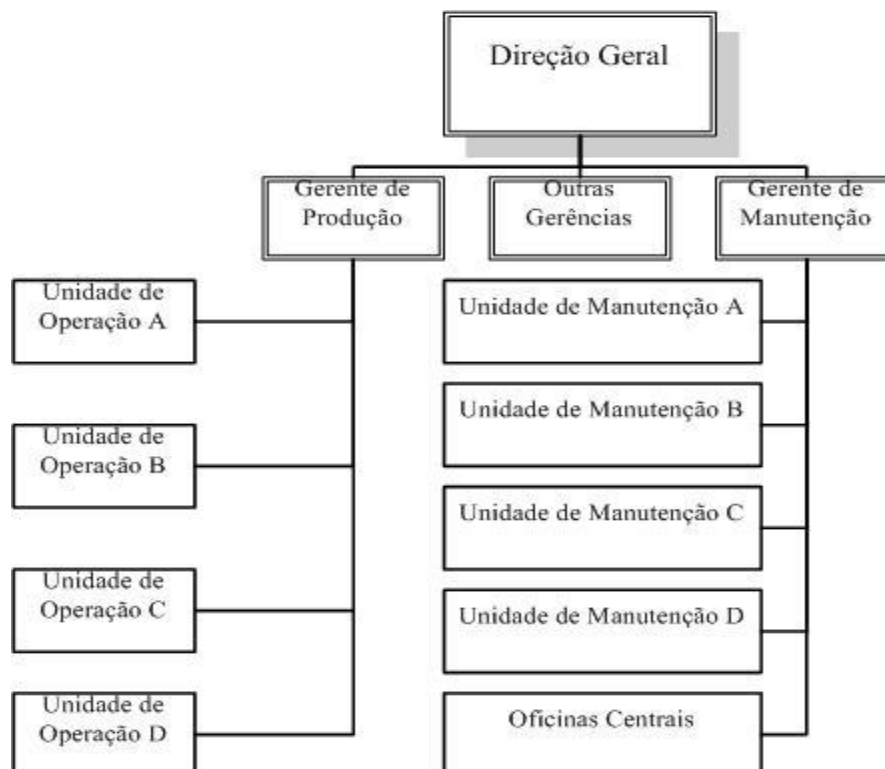 Direção Geral
Gerente de
Produção
Outras
Gerências
Gerente de
Manutenção
Unidade de
Operação A
Unidade de
Operação B
Unidade de
Operação C
Unidade de
Operação D
Unidade de Manutenção A
Unidade de Manutenção B
Unidade de Manutenção C
Unidade de Manutenção D
Oficinas Centrais